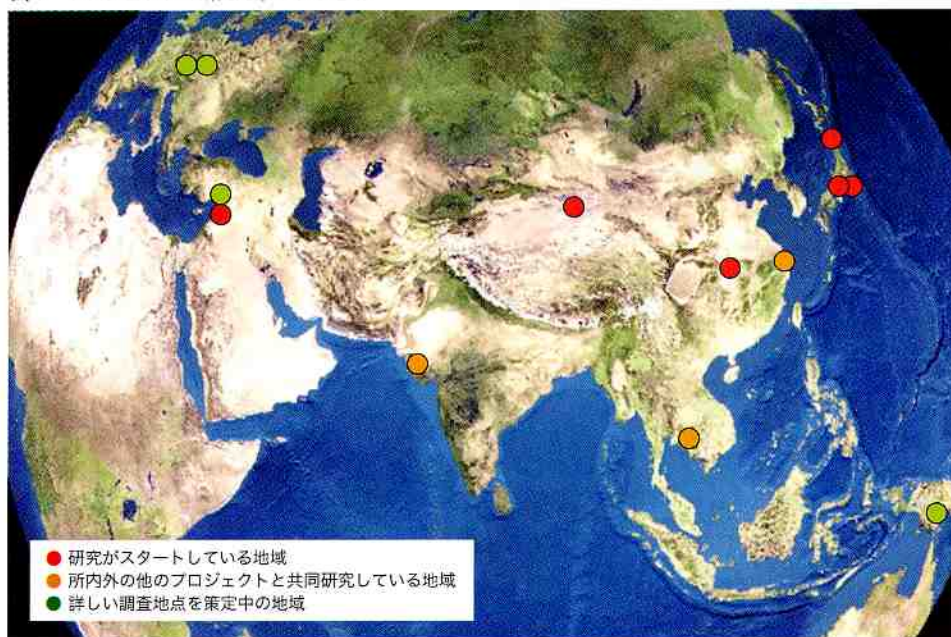 研究がスタートしている地域
所内外の他のプロジェクトと共同研究している地域
詳しい調査地点を策定中の地域